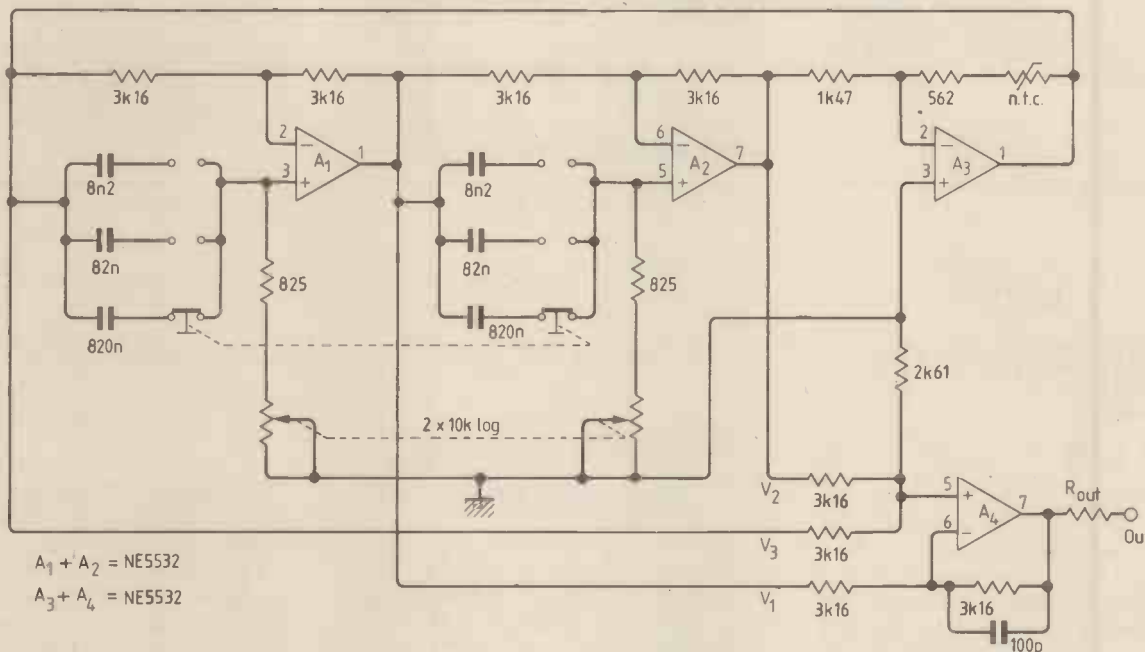 3k16
3k16
3k16
3k16
1k47
562
n.t.c.
2
3
A1
1
6
5
A2
7
2
3
A3
1
8n2
8n2
82n
82n
825
825
820n
820n
2k61
2 x 10k log
V2
3k16
5
6
A4
7
Rout
Ou
V3
3k16
A1 + A2 = NE5532
A3 + A4 = NE5532
V1
3k16
3k16
100p